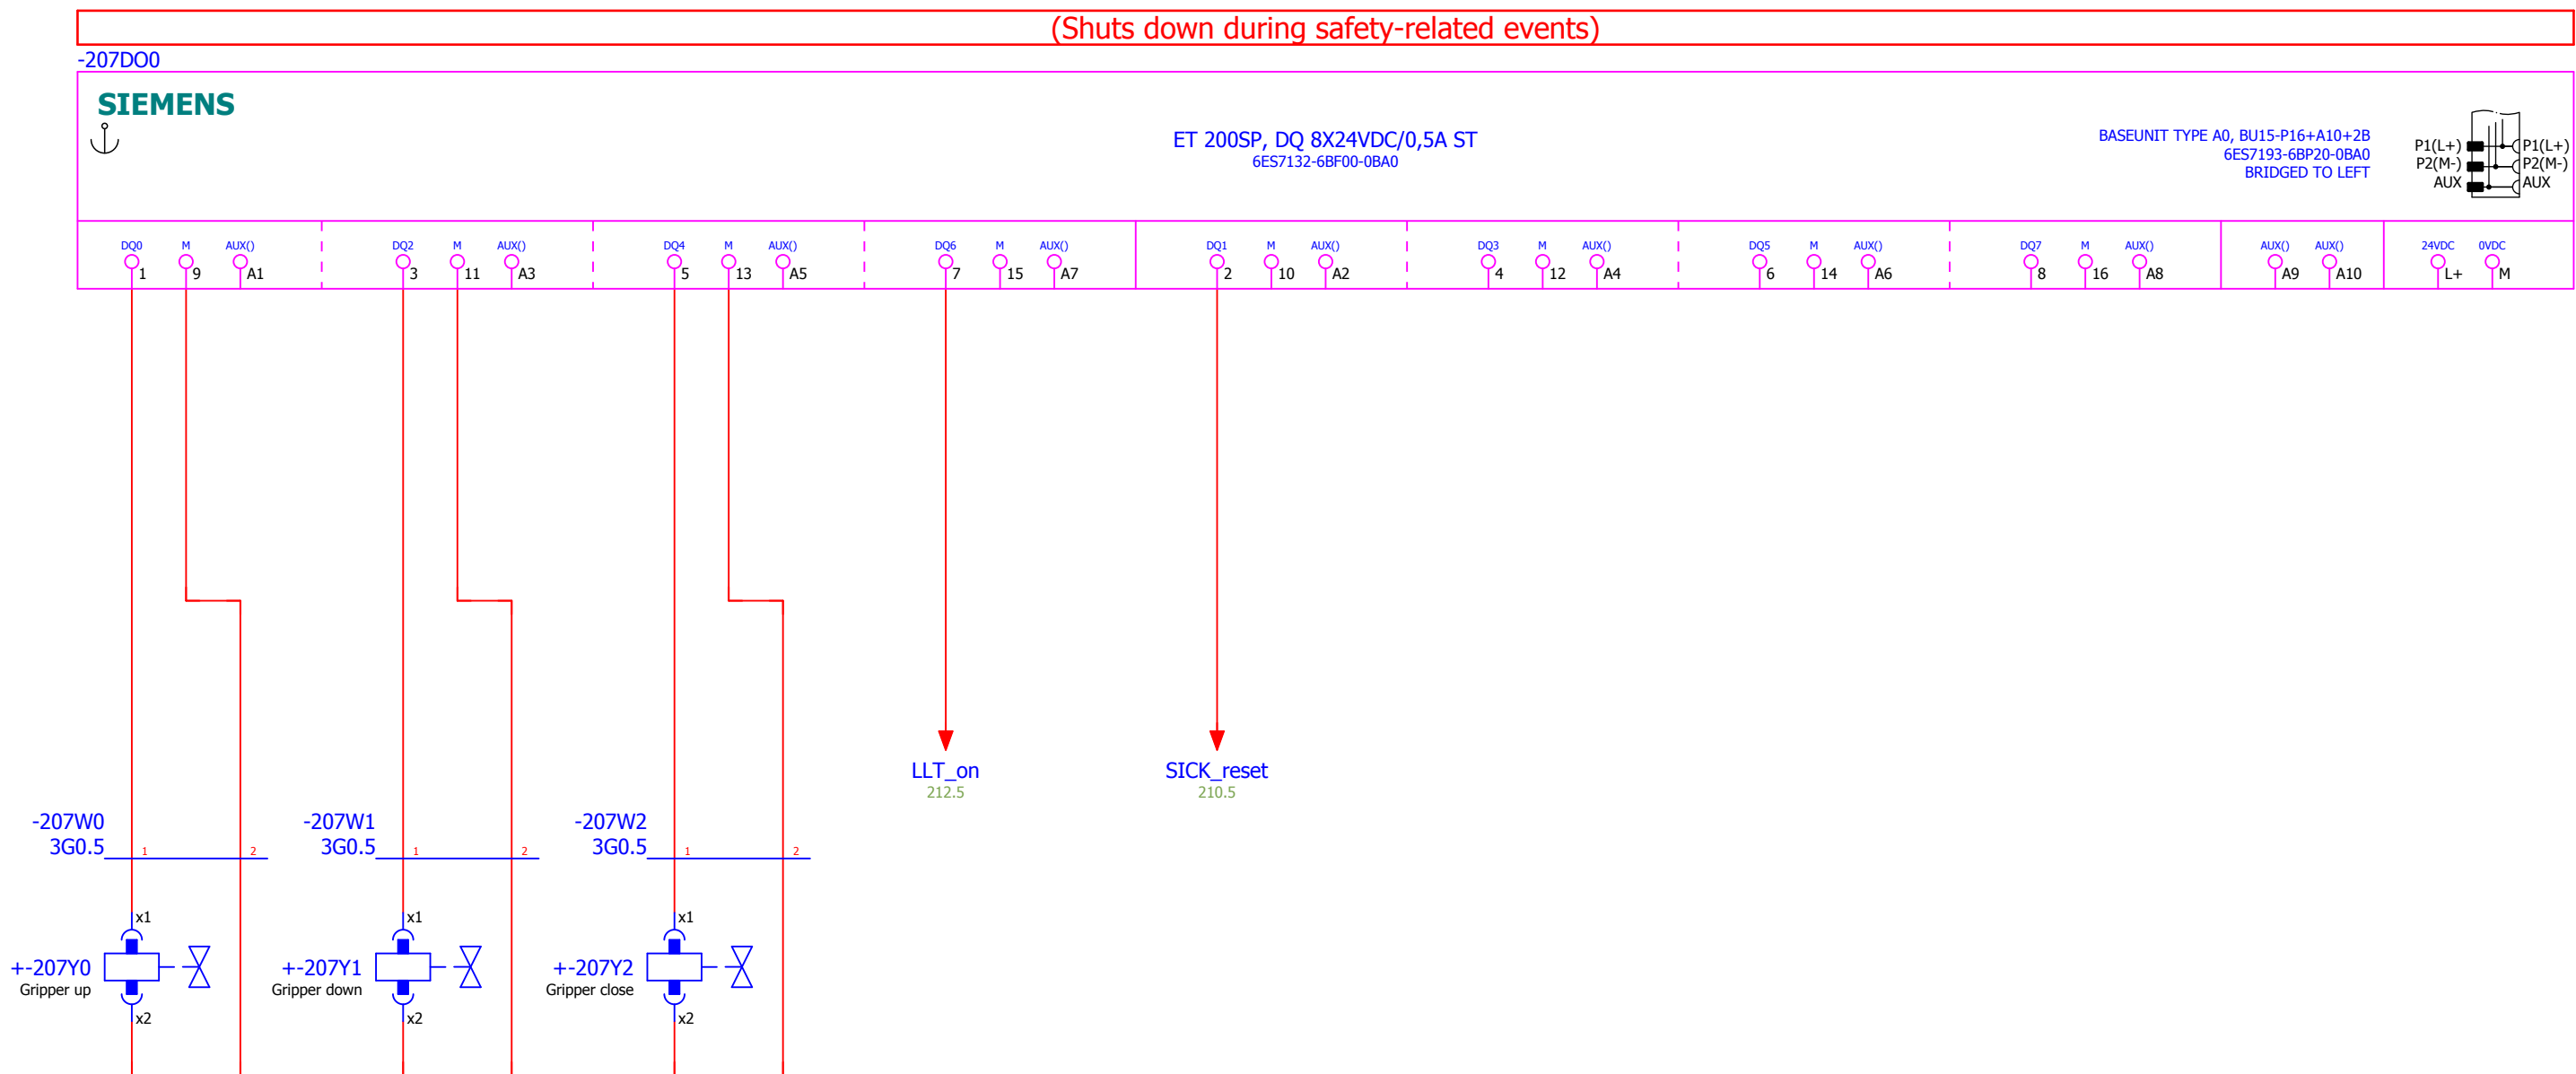 (Shuts down during safety-related events)
-207DO0
SIEMENS
ET 200SP, DQ 8X24VDC/0,5A ST
6ES7132-6BF00-0BA0
BASEUNIT TYPE A0, BU15-P16+A10+2B
6ES7193-6BP20-0BA0
BRIDGED TO LEFT
P1(L+) P1(L+)
P2(M-) P2(M-)
AUX AUX
DQ0 M AUX() DQ2 M AUX() DQ4 M AUX() DQ6 M AUX() DQ1 M AUX() DQ3 M AUX() DQ5 M AUX() DQ7 M AUX() AUX() AUX() 24VDC 0VDC
1 9 A1 3 11 A3 5 13 A5 7 15 A7 2 10 A2 4 12 A4 6 14 A6 8 16 A8 A9 A10 L+ M
LLT_on SICK_reset
212.5 210.5
-207W0 -207W1 -207W2
3G0.5 1 2 3G0.5 1 2 3G0.5 1 2
x1 x1 x1
+-207Y0 +-207Y1 +-207Y2
Gripper up Gripper down Gripper close
x2 x2 x2